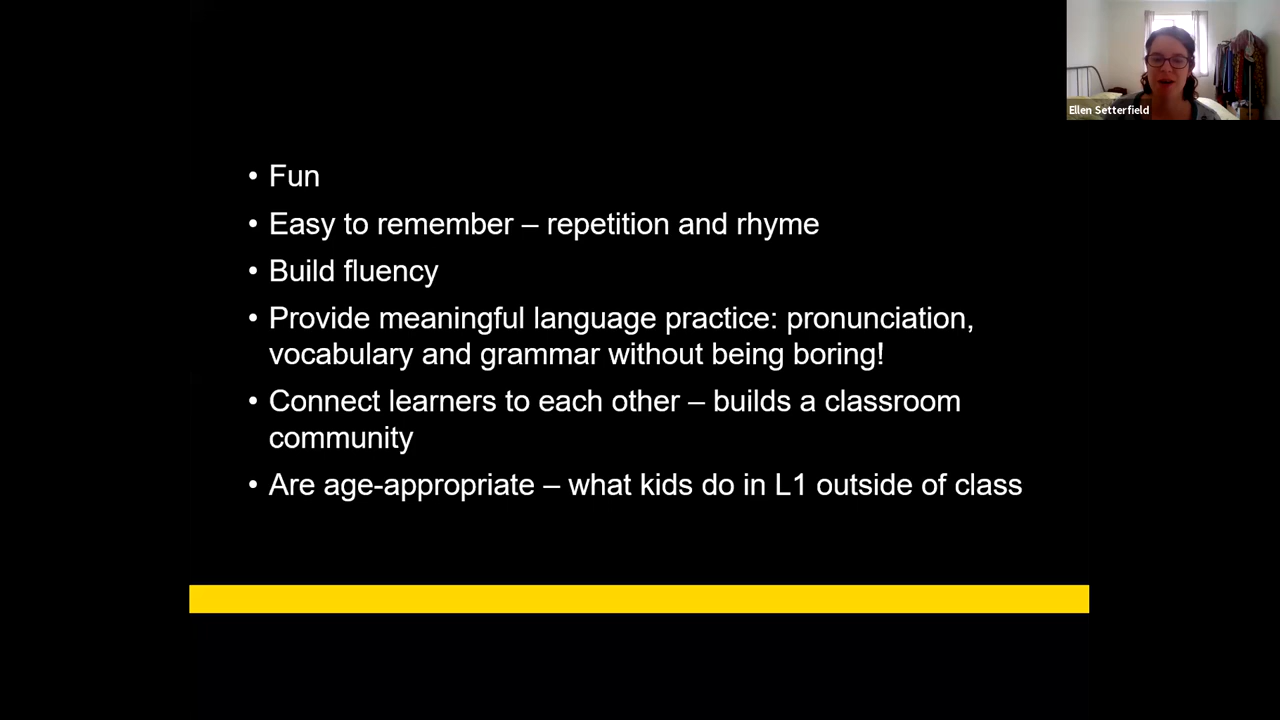 Ellen Setterfield
• Fun
• Easy to remember – repetition and rhyme
• Build fluency
• Provide meaningful language practice: pronunciation,
vocabulary and grammar without being boring!
• Connect learners to each other – builds a classroom
community
• Are age-appropriate – what kids do in L1 outside of class